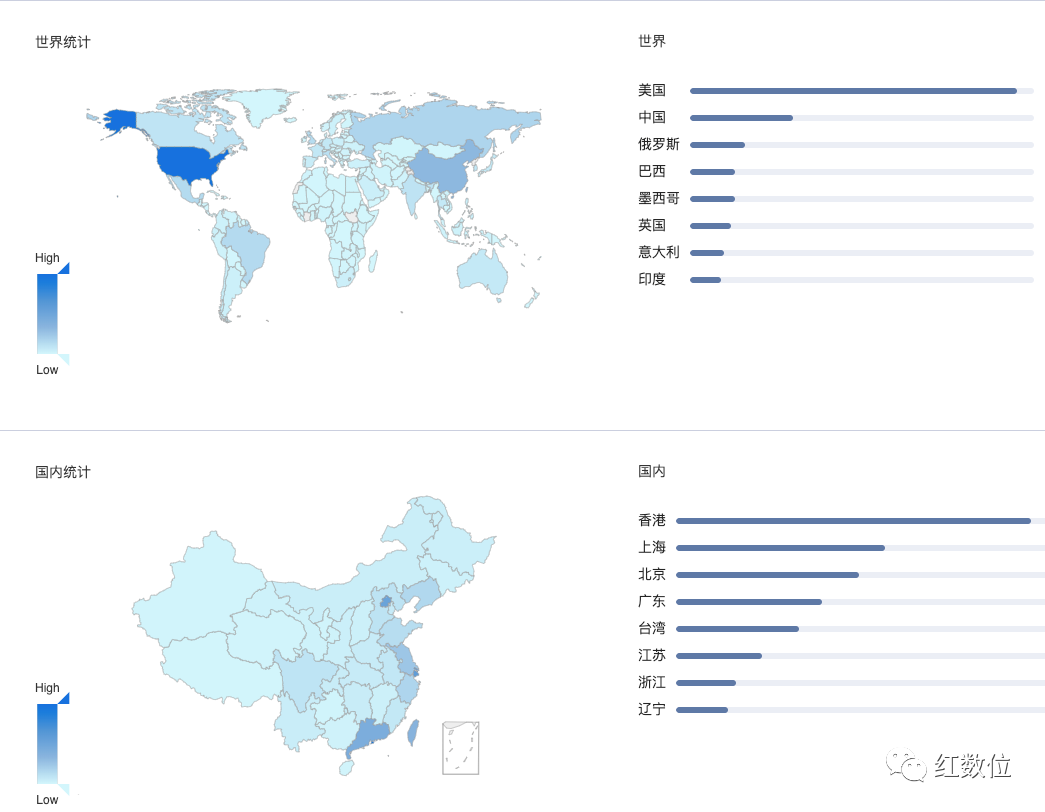 世界统计
High
Low
世界
美国
中国
俄罗斯
巴西
墨西哥
英国
意大利
印度
国内统计
High
Low
国内
香港
上海
北京
广东
台湾
江苏
浙江
辽宁
红数位